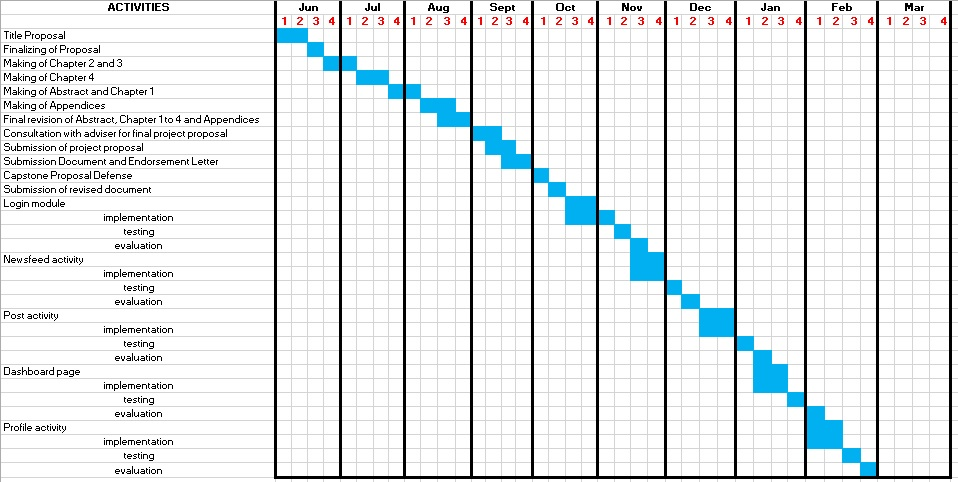 ACTIVITIES Jun Jul Aug Sept Oct Nov Dec Jan Feb Mar
1 2 3 4 1 2 3 4 1 2 3 4 1 2 3 4 1 2 3 4 1 2 3 4 1 2 3 4 1 2 3 4 1 2 3 4 1 2 3 4
Title Proposal
Finalizing of Proposal
Making of Chapter 2 and 3
Making of Chapter 4
Making of Abstract and Chapter 1
Making of Appendices
Final revision of Abstract, Chapter 1 to 4 and Appendices
Consultation with adviser for final project proposal
Submission of project proposal
Submission Document and Endorsement Letter
Capstone Proposal Defense
Submission of revised document
Login module
implementation
testing
evaluation
Newsfeed activity
implementation
testing
evaluation
Post activity
implementation
testing
evaluation
Dashboard page
implementation
testing
evaluation
Profile activity
implementation
testing
evaluation